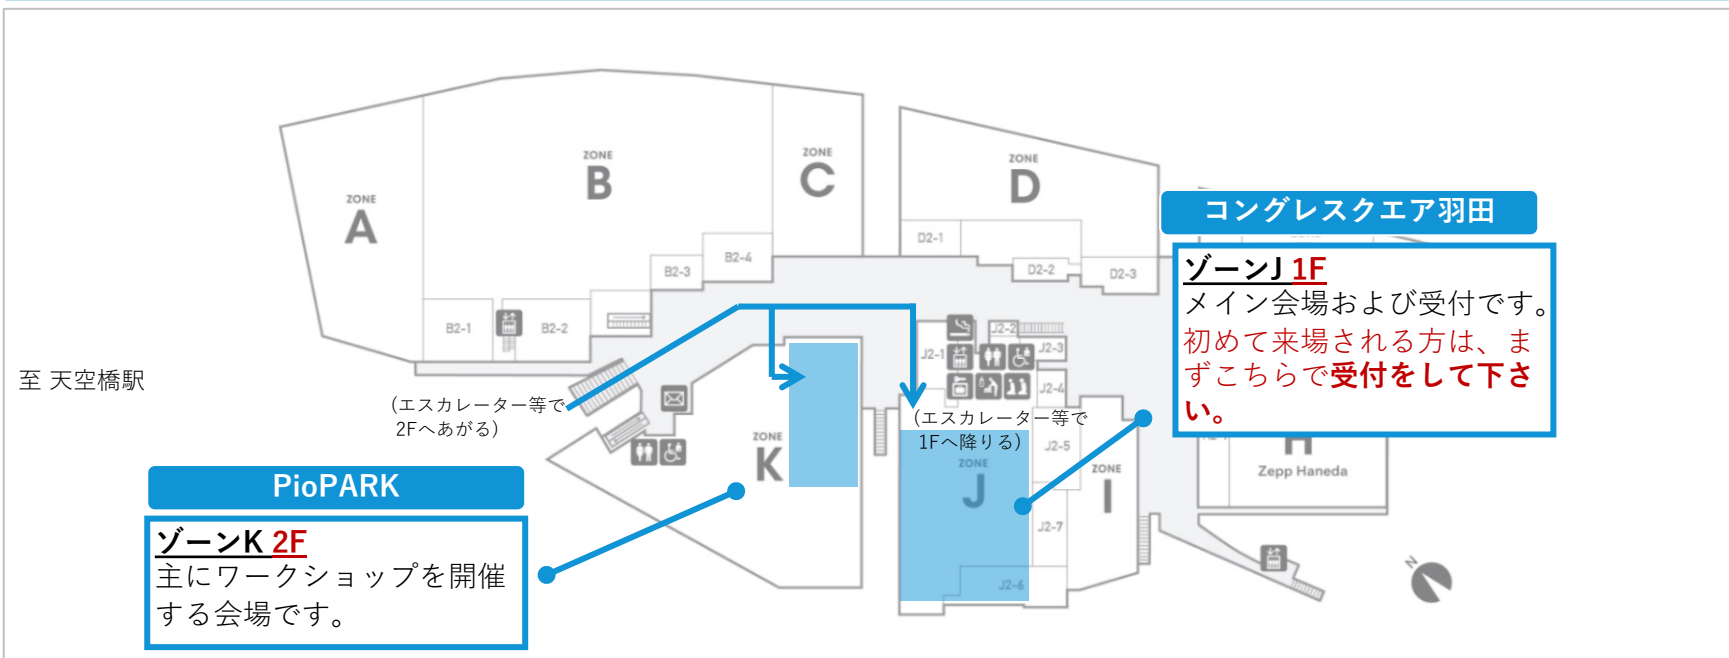 ZONE
A
ZONE
B
ZONE
C
ZONE
D
B2-1
B2-2
B2-3
B2-4
D2-1
D2-2
D2-3
コングレスクエア羽田
ゾーンJ 1F
メイン会場および受付です。
初めて来場される方は、ま
ずこちらで受付をして下さ
い。
至 天空橋駅
(エスカレーター等で
2Fへあがる)
J2-1
J2-2
J2-3
J2-4
(エスカレーター等で
1Fへ降りる)
J2-5
ZONE
K
ZONE
J
ZONE
I
J2-7
J2-6
H
Zepp Haneda
PioPARK
ゾーンK 2F
主にワークショップを開催
する会場です。
N